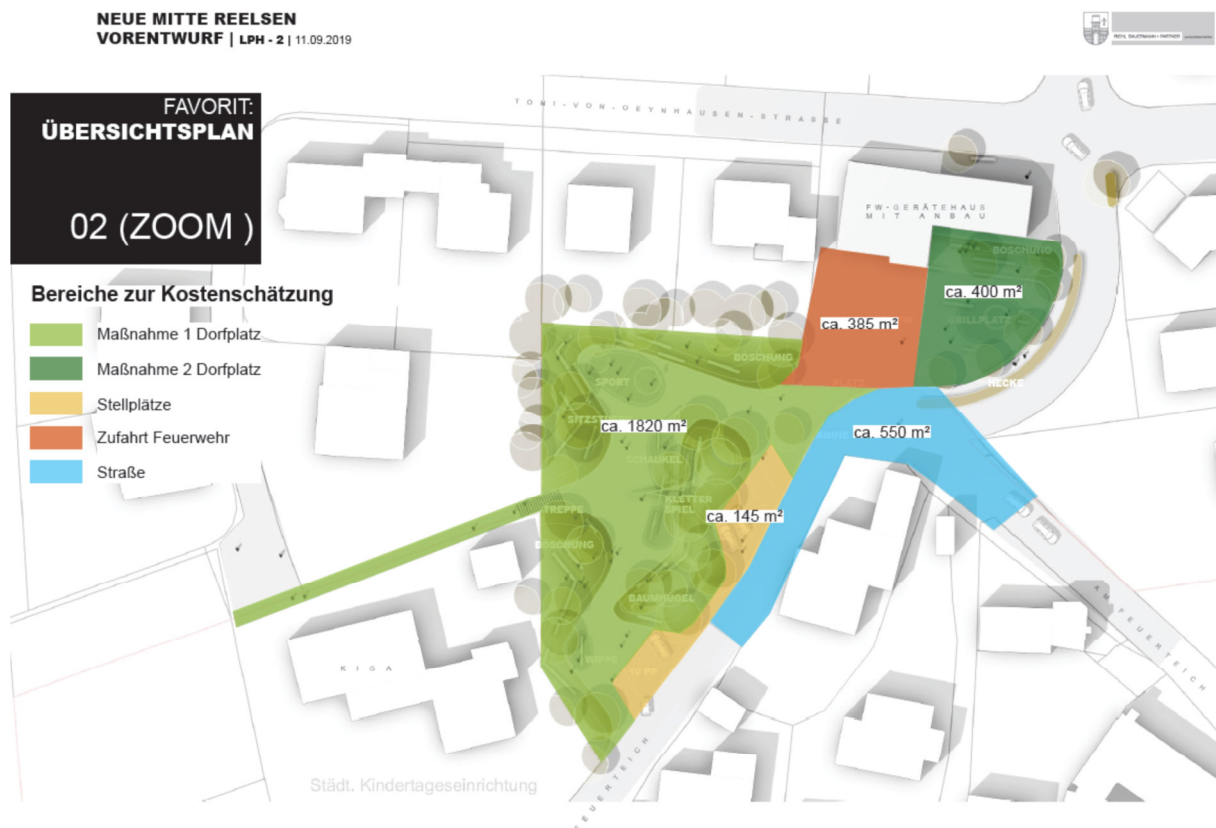 NEUE MITTE REELSEN
VORENTWURF | LPH - 2 | 11.09.2019
FAVORIT:
ÜBERSICHTSPLAN
02 (ZOOM )
Bereiche zur Kostenschätzung
Maßnahme 1 Dorfplatz
Maßnahme 2 Dorfplatz
Stellplätze
Zufahrt Feuerwehr
Straße
TONI-VON-OEYNHAUSEN-STRASSE
FW-GERÄTEHAUS
MIT ANBAU
BÖSCHUNG
ca. 400 m²
GRILLPLATZ
ca. 385 m²
BÖSCHUNG
SPORT
PLATZ
HECKE
ca. 1820 m²
ca. 550 m²
SCHAUKEL
KLETTER
SPIEL
TREPPE
ca. 145 m²
BÖSCHUNG
BAUMHÜGEL
AM FEUERTEICH
KIGA
10 PP
Städt. Kindertageseinrichtung
FEUERTEICH